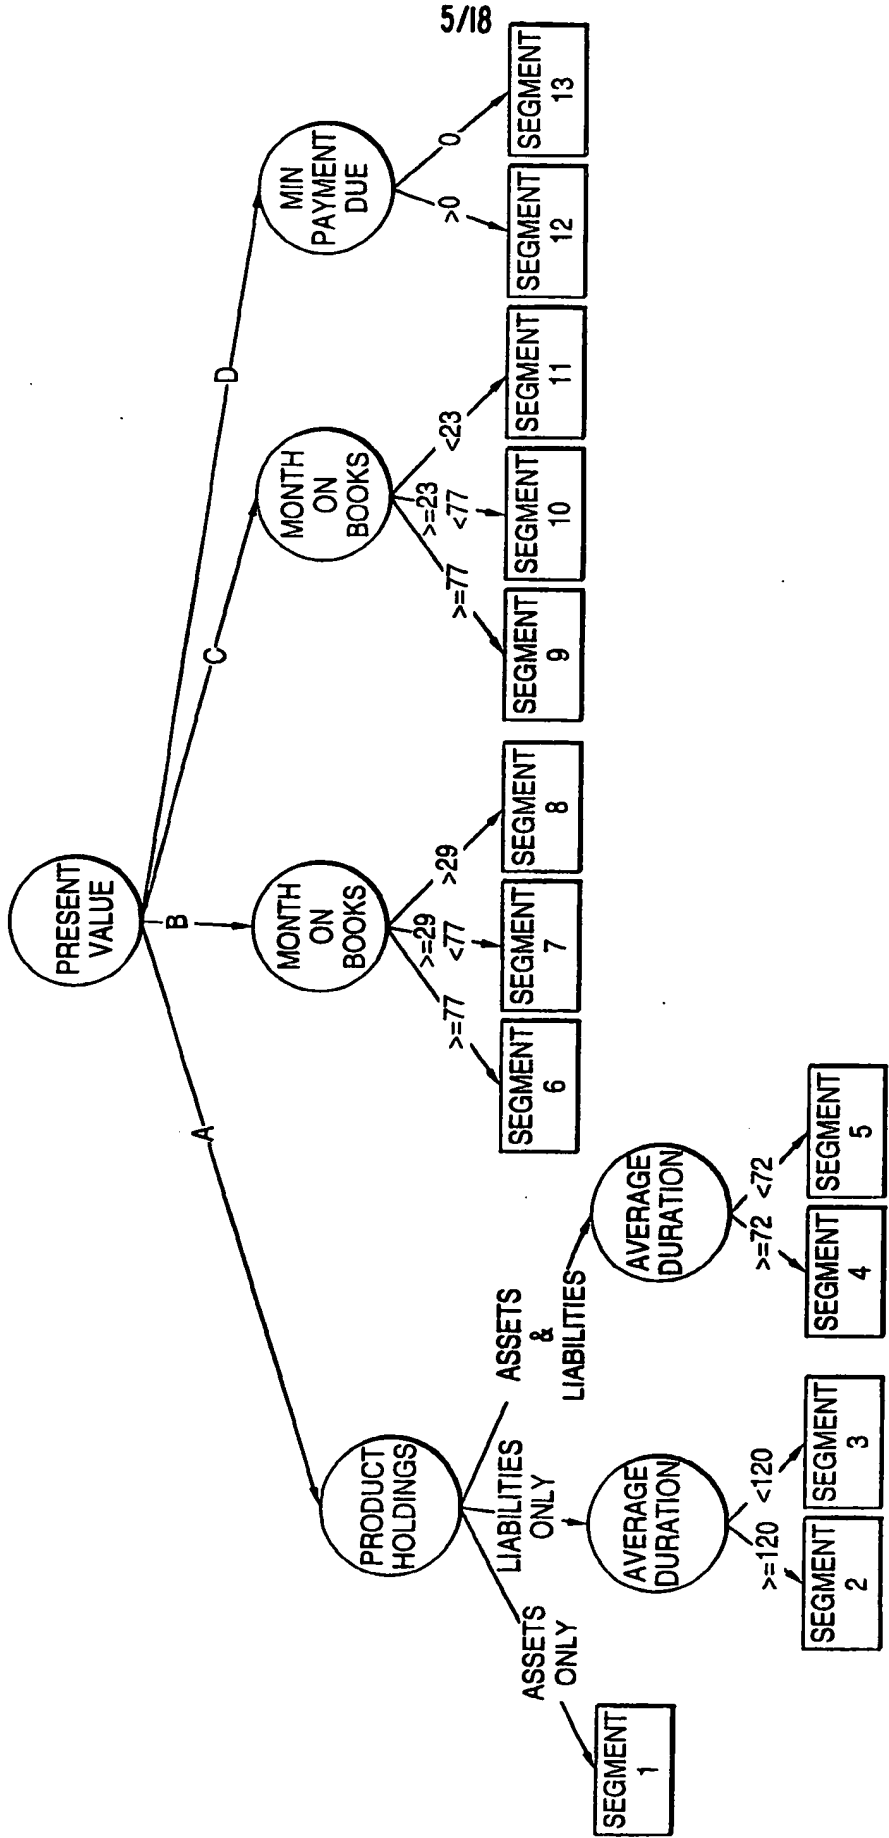 5/18
PRESENT
VALUE
A
B
C
D
PRODUCT
HOLDINGS
MONTH
ON
BOOKS
MONTH
ON
BOOKS
MIN
PAYMENT
DUE
ASSETS
ONLY
LIABILITIES
ONLY
ASSETS
&
LIABILITIES
>=77
>=29
<77
>29
>=77
>=23
<77
<23
>0
0
SEGMENT
1
AVERAGE
DURATION
AVERAGE
DURATION
SEGMENT
6
SEGMENT
7
SEGMENT
8
SEGMENT
9
SEGMENT
10
SEGMENT
11
SEGMENT
12
SEGMENT
13
>=120
<120
>=72
<72
SEGMENT
2
SEGMENT
3
SEGMENT
4
SEGMENT
5